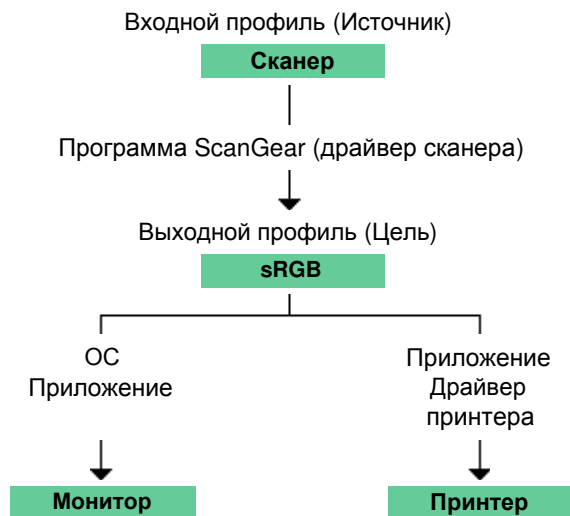 Входной профиль (Источник)
Сканер
Программа ScanGear (драйвер сканера)
Выходной профиль (Цель)
sRGB
ОС
Приложение
Приложение
Драйвер
принтера
Монитор
Принтер